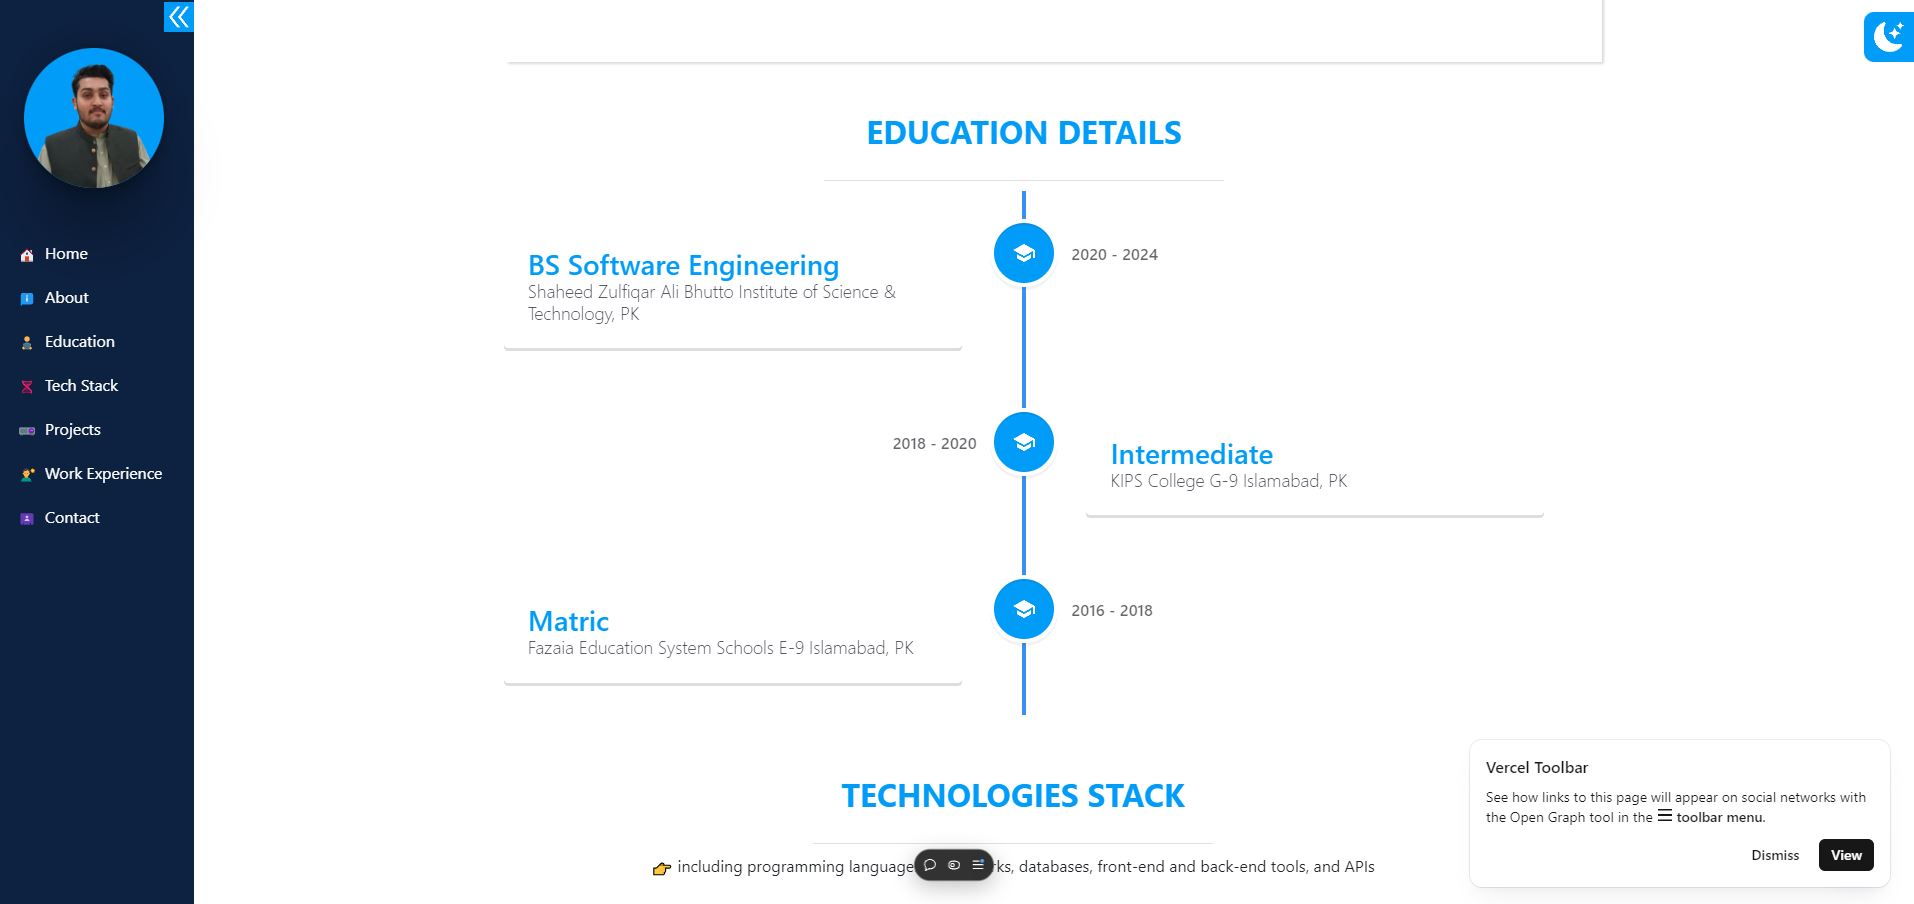 Home
About
Education
Tech Stack
Projects
Work Experience
Contact
EDUCATION DETAILS
BS Software Engineering
Shaheed Zulfiqar Ali Bhutto Institute of Science &
Technology, PK
2020 - 2024
2018 - 2020
Intermediate
KIPS College G-9 Islamabad, PK
Matric
Fazaia Education System Schools E-9 Islamabad, PK
2016 - 2018
TECHNOLOGIES STACK
including programming language rks, databases, front-end and back-end tools, and APIs
Vercel Toolbar
See how links to this page will appear on social networks with
the Open Graph tool in the toolbar menu.
Dismiss
View